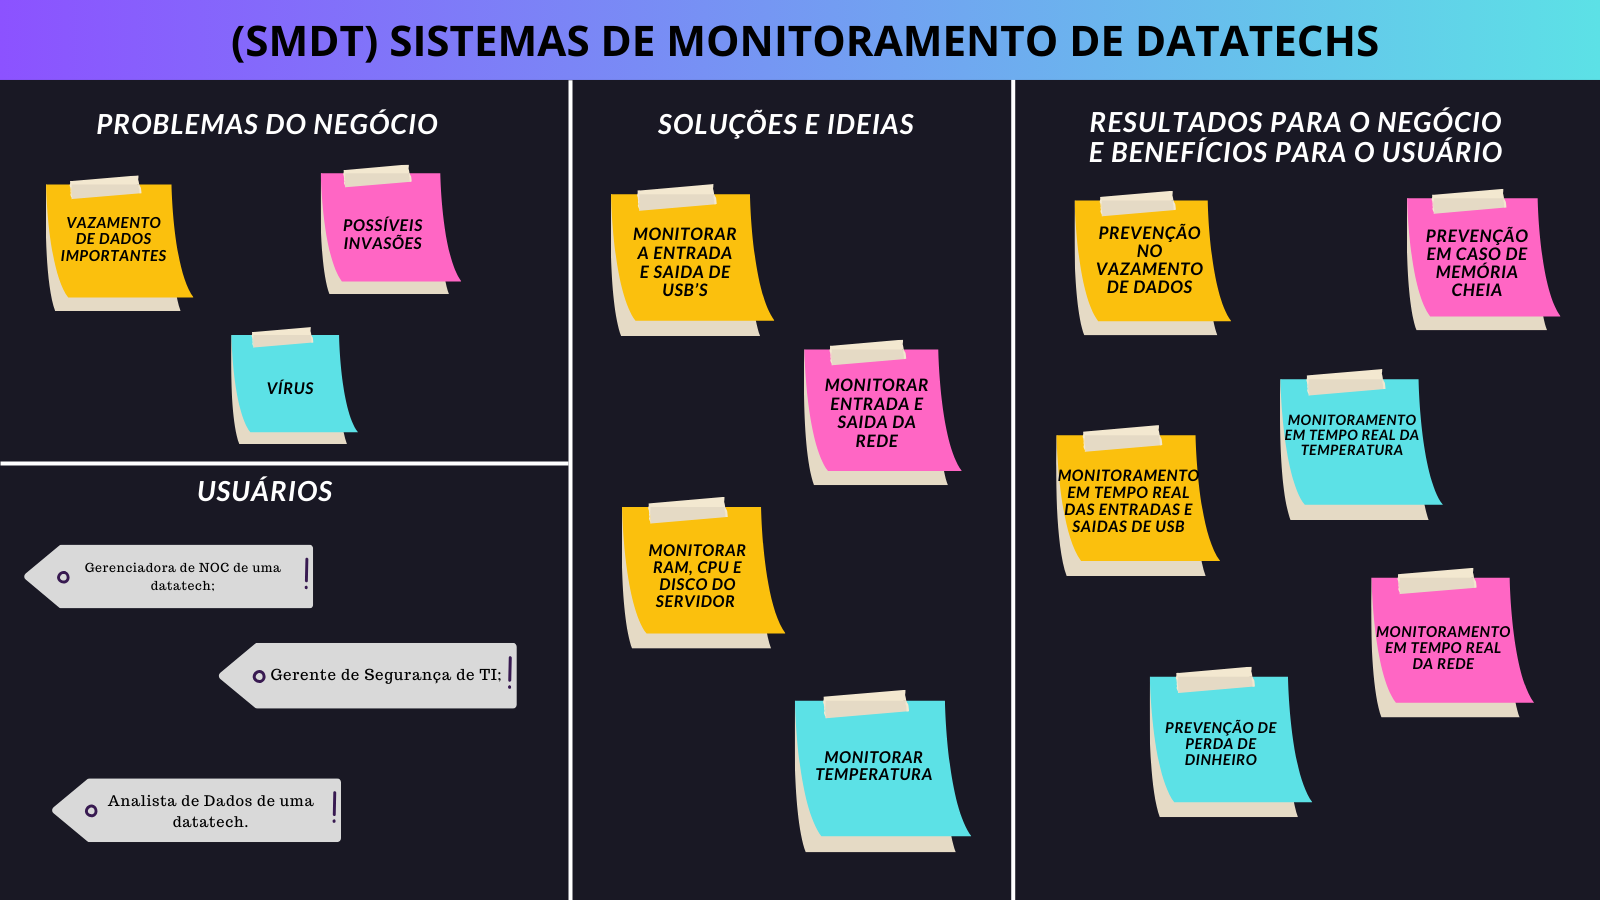 (SMDT) SISTEMAS DE MONITORAMENTO DE DATATECHS
PROBLEMAS DO NEGÓCIO
VAZAMENTO
DE DADOS
IMPORTANTES
POSSÍVEIS
INVASÕES
VÍRUS
USUÁRIOS
Gerenciadora de NOC de uma
datatech;
Gerente de Segurança de TI;
Analista de Dados de uma
datatech.
SOLUÇÕES E IDEIAS
MONITORAR
A ENTRADA
E SAIDA DE
USB'S
MONITORAR
ENTRADA E
SAIDA DA
REDE
MONITORAR
RAM, CPU E
DISCO DO
SERVIDOR
MONITORAR
TEMPERATURA
RESULTADOS PARA O NEGÓCIO
E BENEFÍCIOS PARA O USUÁRIO
PREVENÇÃO
NO
VAZAMENTO
DE DADOS
PREVENÇÃO
EM CASO DE
MEMÓRIA
CHEIA
MONITORAMENTO
EM TEMPO REAL DA
TEMPERATURA
MONITORAMENTO
EM TEMPO REAL
DAS ENTRADAS E
SAIDAS DE USB
MONITORAMENTO
EM TEMPO REAL
DA REDE
PREVENÇÃO DE
PERDA DE
DINHEIRO